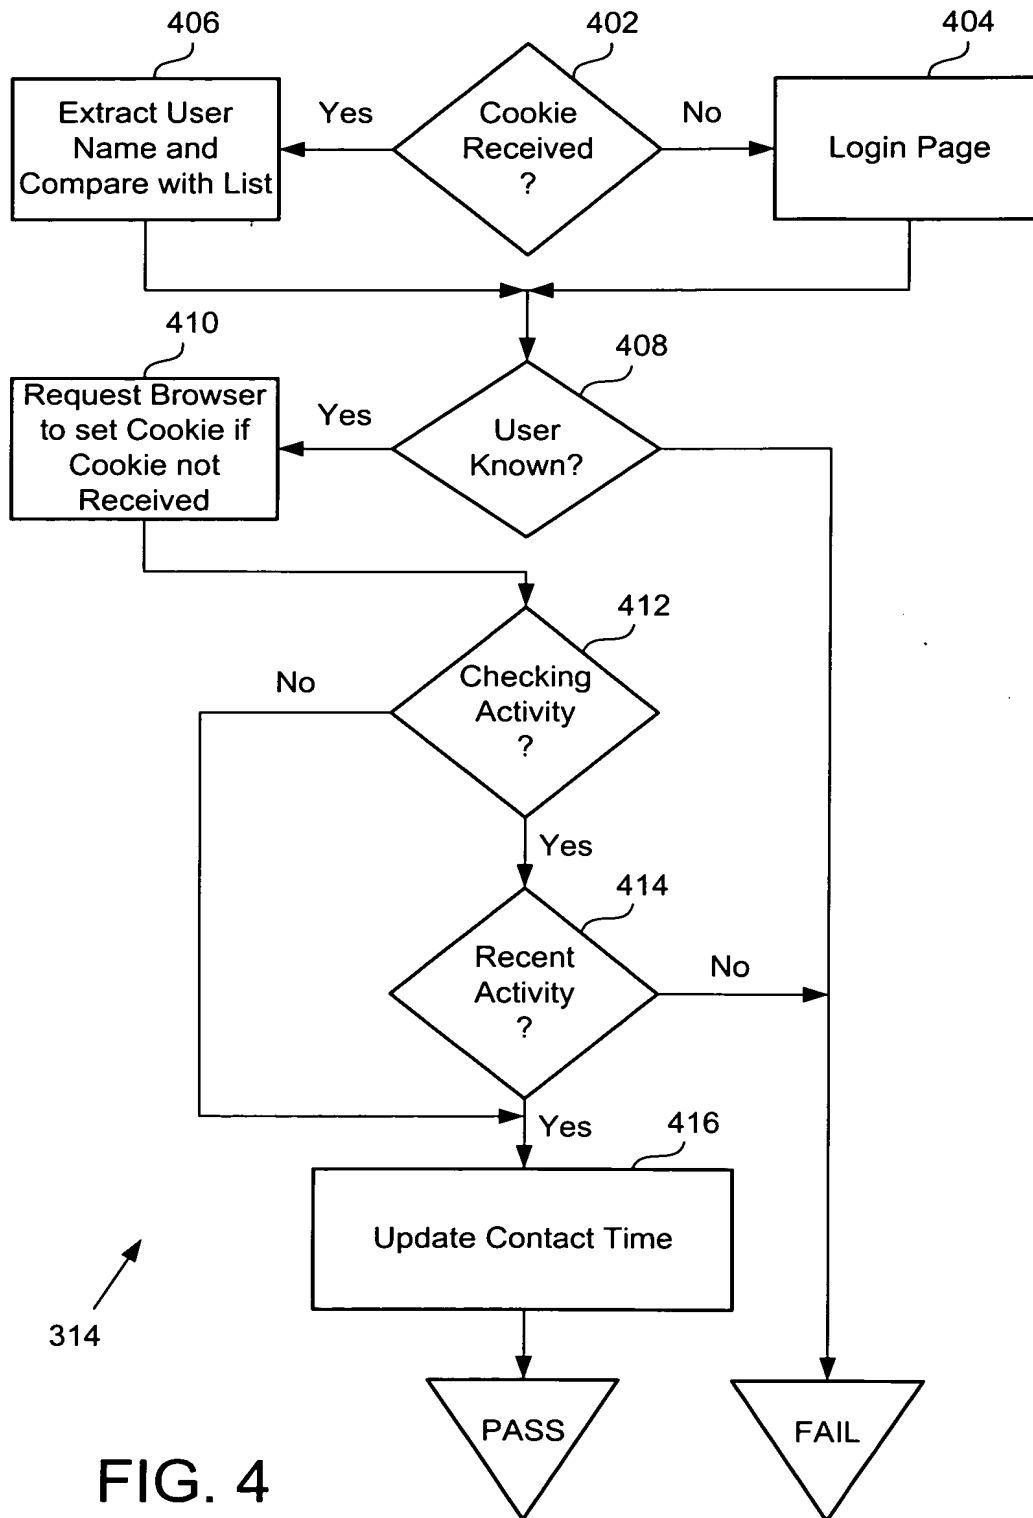 406
402
404
Extract User
Name and
Compare with List
Yes
Cookie
Received
?
No
Login Page
410
408
Request Browser
to set Cookie if
Cookie not
Received
Yes
User
Known?
412
No
Checking
Activity
?
Yes
414
Recent
Activity
?
No
Yes
416
Update Contact Time
314
PASS
FAIL
FIG. 4